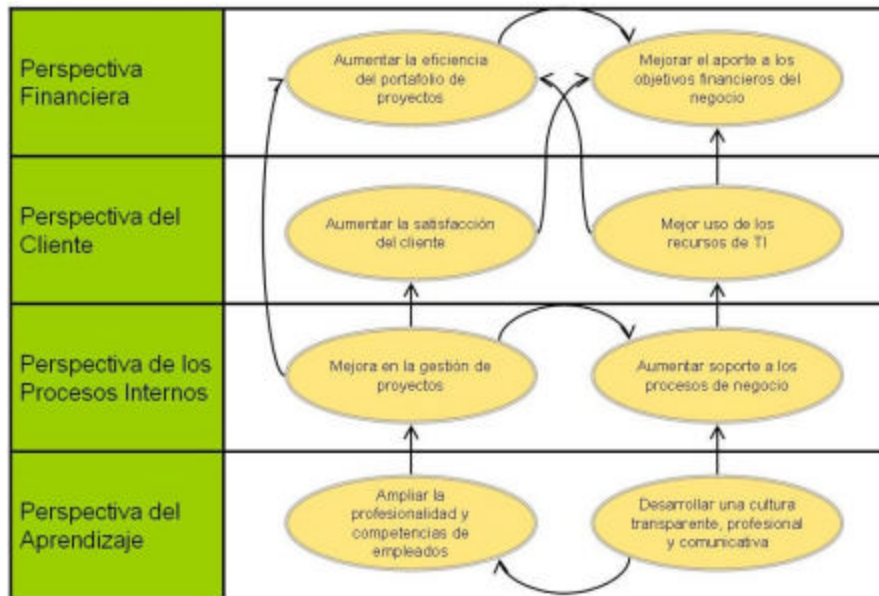 Perspectiva
Financiera
Aumentar la eficiencia
del portafolio de
proyectos
Mejorar el aporte a los
objetivos financieros del
negocio
Perspectiva del
Cliente
Aumentar la satisfacción
del cliente
Mejor uso de los
recursos de TI
Perspectiva de los
Procesos Internos
Mejora en la gestión de
proyectos
Aumentar soporte a los
procesos de negocio
Perspectiva del
Aprendizaje
Ampliar la
profesionalidad y
competencias de
empleados
Desarrollar una cultura
transparente, profesional
y comunicativa